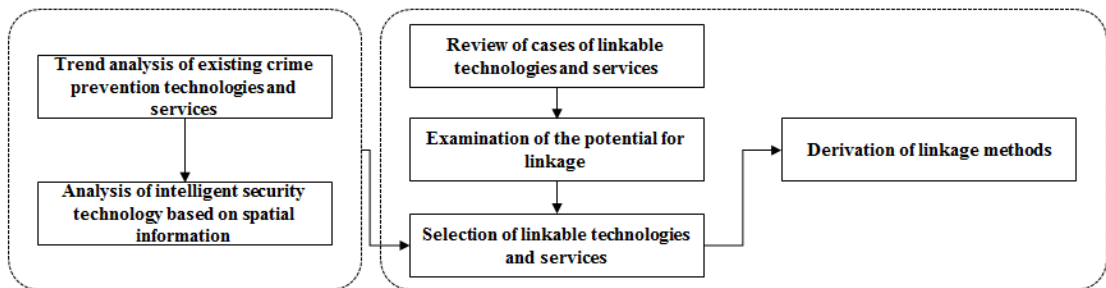 Trend analysis of existing crime
prevention technologies and
services
Analysis of intelligent security
technology based on spatial
information
Review of cases of linkable
technologies and services
Examination of the potential for
linkage
Selection of linkable technologies
and services
Derivation of linkage methods